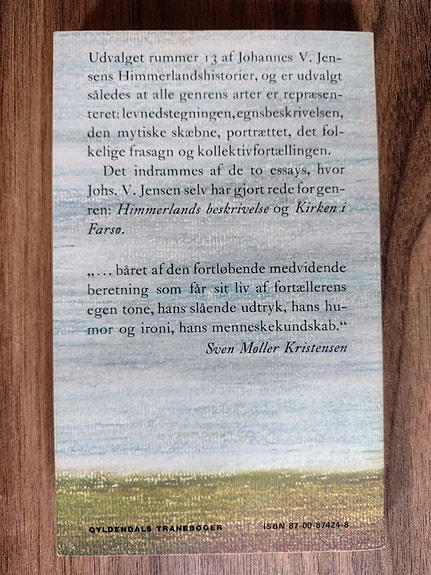 Udvalget rummer 13 af Johannes V. Jen-
sens Himmerlandshistorier, og er udvalgt
således at alle genrens arter er repræsen-
teret: levnedstegningen, egnsbeskrivelsen,
den mytiske skæbne, portrættet, det fol-
kelige frasagn og kollektivfortællingen.
Det indrammes af de to essays, hvor
Johs. V. Jensen selv har gjort rede for gen-
ren: Himmerlands beskrivelse og Kirken i
Farsø.
„... båret af den fortløbende medvidende
beretning som får sit liv af fortællerens
egen tone, hans slående udtryk, hans hu-
mor og ironi, hans menneskekundskab.“
Sven Møller Kristensen
GYLDENDALS TRANEBØGER ISBN 87-00-87424-8